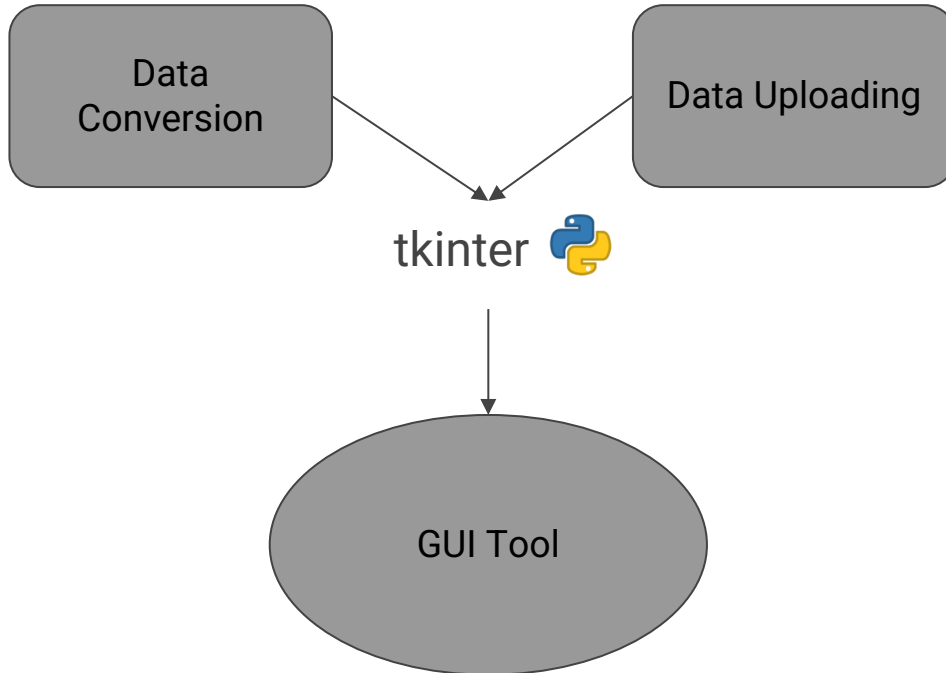 Data
Conversion
Data Uploading
tkinter
GUI Tool